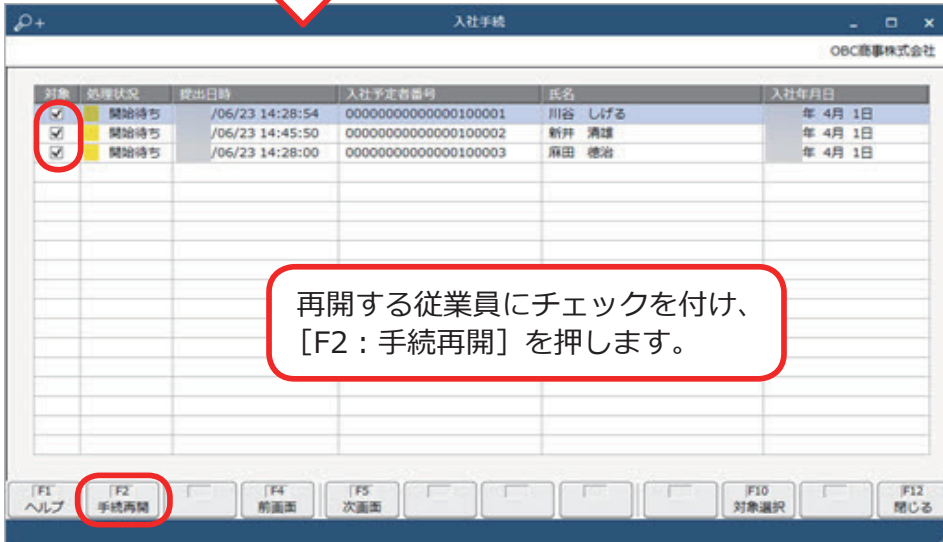 入社手続
OBC商事株式会社
対象 処理状況 提出日時 入社予定者番号 氏名 入社年月日
開始待ち /06/23 14:28:54 00000000000000100001 川谷 しげる 年 4月 1日
開始待ち /06/23 14:45:50 00000000000000100002 新井 清雄 年 4月 1日
開始待ち /06/23 14:28:00 00000000000000100003 麻田 徳治 年 4月 1日
再開する従業員にチェックを付け、
［F2：手続再開］を押します。
F1 F2 F4 F5 F10 F12
ヘルプ 手続再開 前画面 次画面 対象選択 閉じる